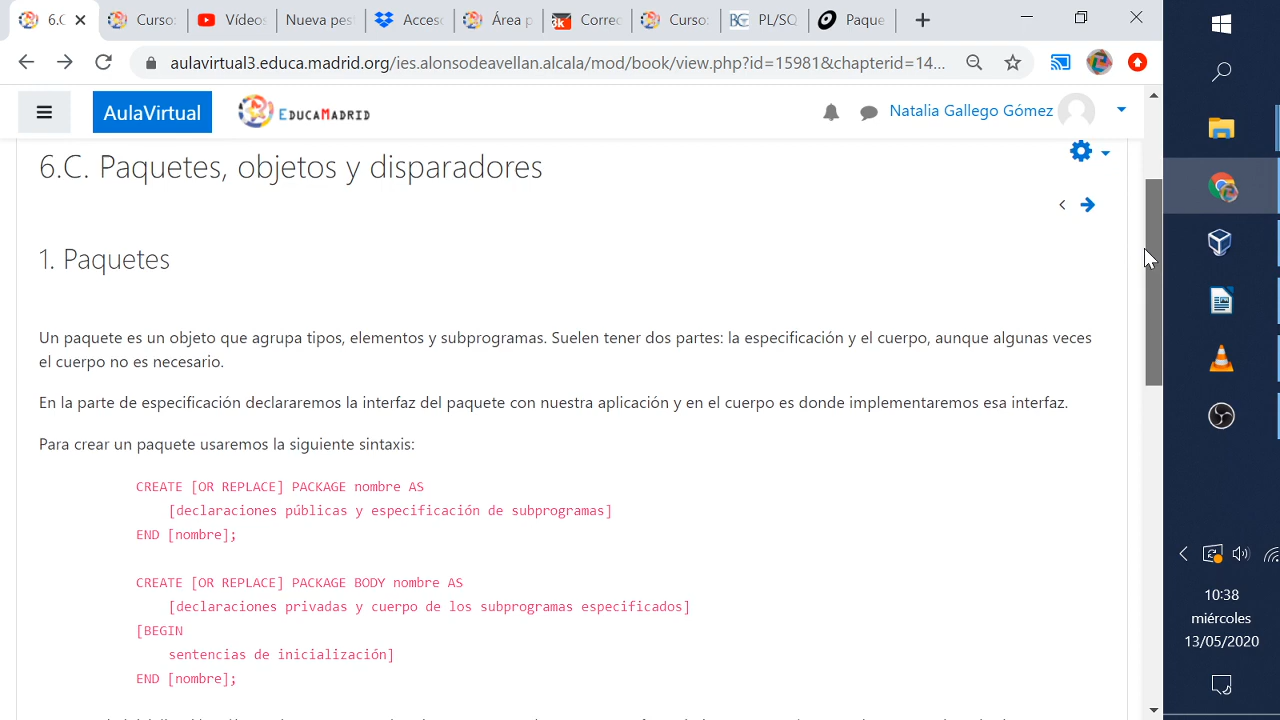 6.C
Curso:
Vídeos
Nueva pes
Acceso
Área p
Correo
Curso:
PL/SQ
Paque
aulavirtual3.educa.madrid.org/ies.alonsodeavellan.alcala/mod/book/view.php?id=15981&chapterid=14...
AulaVirtual
EDUCAMADRID
Natalia Gallego Gómez
6.C. Paquetes, objetos y disparadores
1. Paquetes
Un paquete es un objeto que agrupa tipos, elementos y subprogramas. Suelen tener dos partes: la especificación y el cuerpo, aunque algunas veces
el cuerpo no es necesario.
En la parte de especificación declararemos la interfaz del paquete con nuestra aplicación y en el cuerpo es donde implementaremos esa interfaz.
Para crear un paquete usaremos la siguiente sintaxis:
CREATE [OR REPLACE] PACKAGE nombre AS
[declaraciones públicas y especificación de subprogramas]
END [nombre];
CREATE [OR REPLACE] PACKAGE BODY nombre AS
[declaraciones privadas y cuerpo de los subprogramas especificados]
[BEGIN
sentencias de inicialización]
END [nombre];
10:38
miércoles
13/05/2020